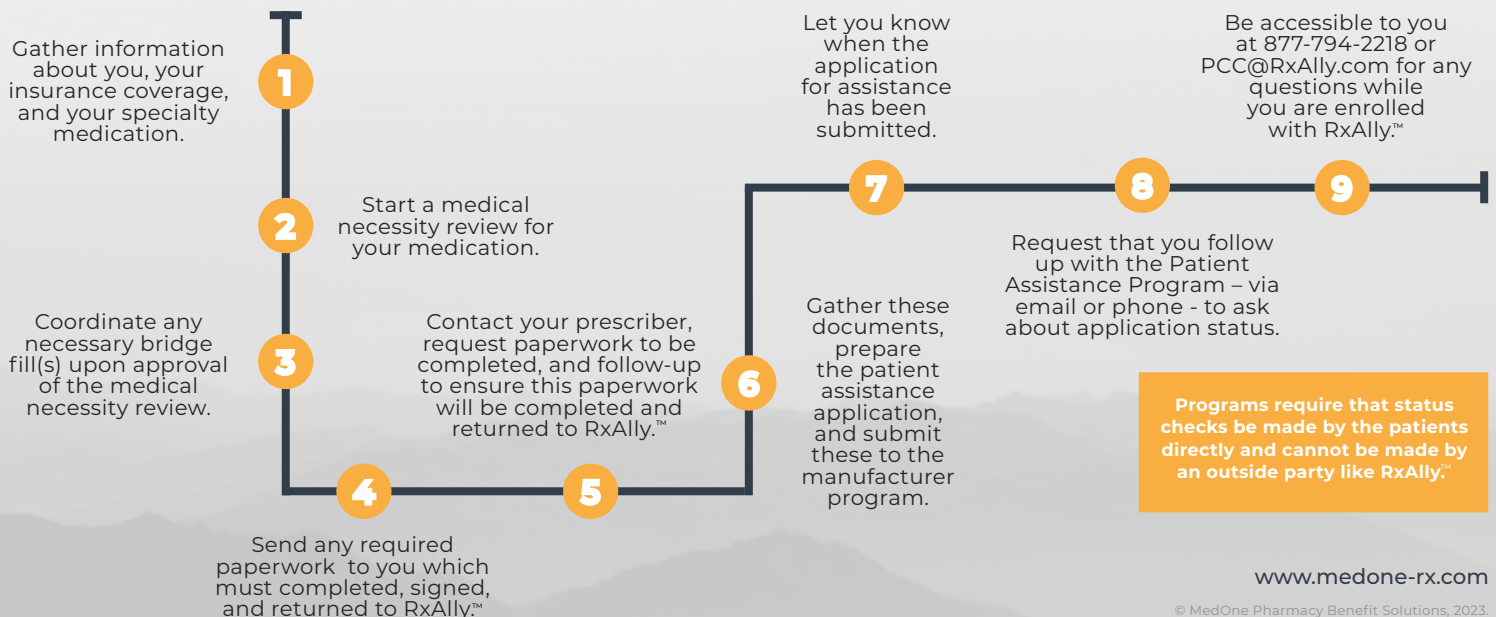 1
Gather information
about you, your
insurance coverage,
and your specialty
medication.
2
Start a medical
necessity review for
your medication.
3
Coordinate any
necessary bridge
fill(s) upon approval
of the medical
necessity review.
4
Send any required
paperwork to you which
must completed, signed,
and returned to RxAlly.™
5
Contact your prescriber,
request paperwork to be
completed, and follow-up
to ensure this paperwork
will be completed and
returned to RxAlly.™
6
Gather these
documents,
prepare
the patient
assistance
application,
and submit
these to the
manufacturer
program.
7
Let you know
when the
application
for assistance
has been
submitted.
8
Request that you follow
up with the Patient
Assistance Program – via
email or phone - to ask
about application status.
9
Be accessible to you
at 877-794-2218 or
PCC@RxAlly.com for any
questions while
you are enrolled
with RxAlly.™
Programs require that status
checks be made by the patients
directly and cannot be made by
an outside party like RxAlly.™
www.medone-rx.com
© MedOne Pharmacy Benefit Solutions, 2023.